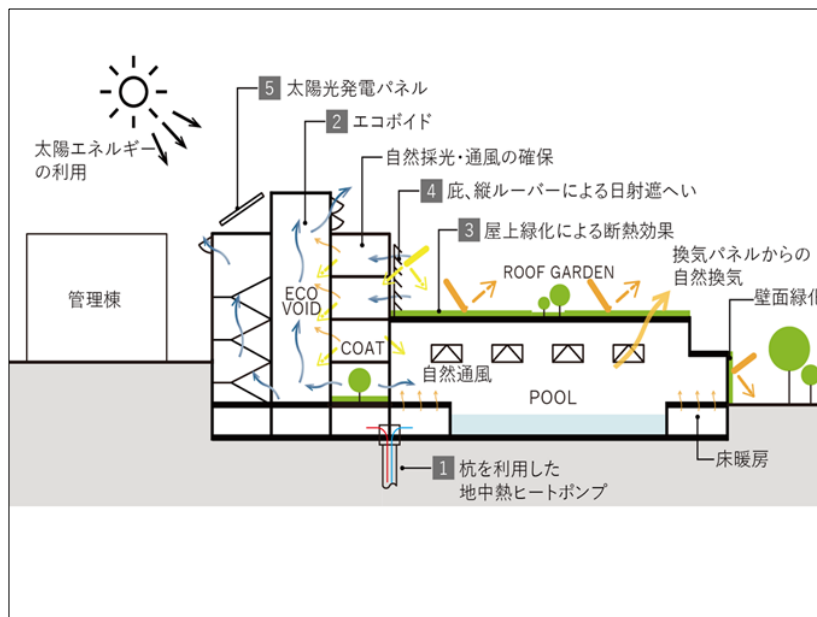 5 太陽光発電パネル
2 エコボイド
太陽エネルギー
の利用
自然採光・通風の確保
4 庇、縦ルーバーによる日射遮へい
3 屋上緑化による断熱効果
換気パネルからの
自然換気
ROOF GARDEN
壁面緑化
管理棟
ECO
VOID
COAT
自然通風
POOL
床暖房
1 杭を利用した
地中熱ヒートポンプ